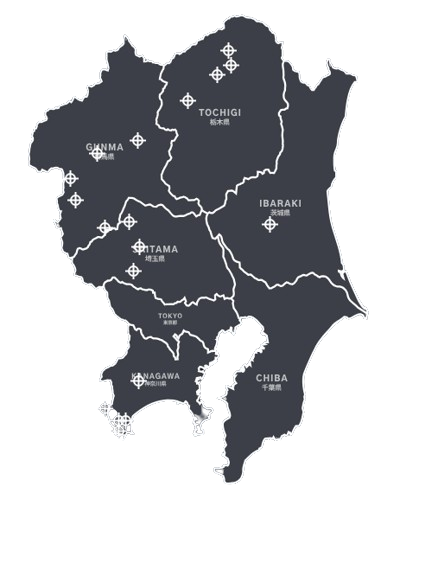 TOCHIGI
栃木県
GUNMA
群馬県
IBARAKI
茨城県
SAITAMA
埼玉県
TOKYO
東京都
KANAGAWA
神奈川県
CHIBA
千葉県